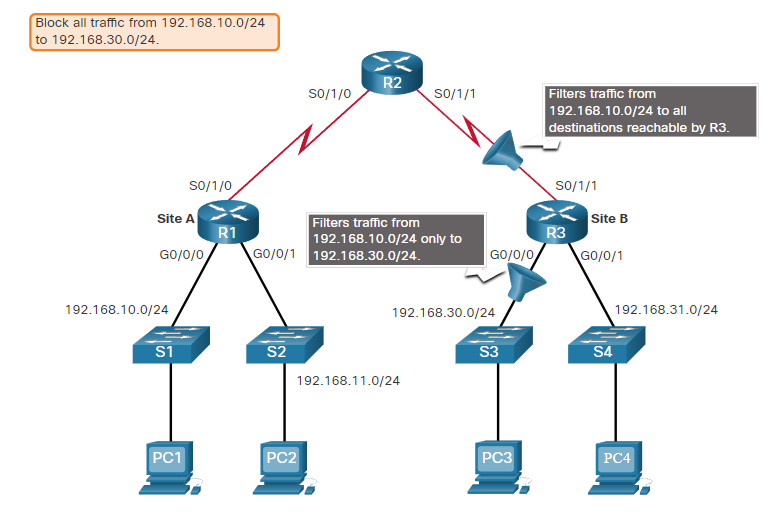 Block all traffic from 192.168.10.0/24
to 192.168.30.0/24.
R2
S0/1/0
S0/1/1
Filters traffic from
192.168.10.0/24 to all
destinations reachable by R3.
S0/1/0
S0/1/1
Site A
R1
Filters traffic from
192.168.10.0/24 only to
192.168.30.0/24.
R3
Site B
G0/0/0
G0/0/1
G0/0/0
G0/0/1
192.168.10.0/24
192.168.30.0/24
192.168.31.0/24
S1
S2
S3
S4
192.168.11.0/24
PC1
PC2
PC3
PC4